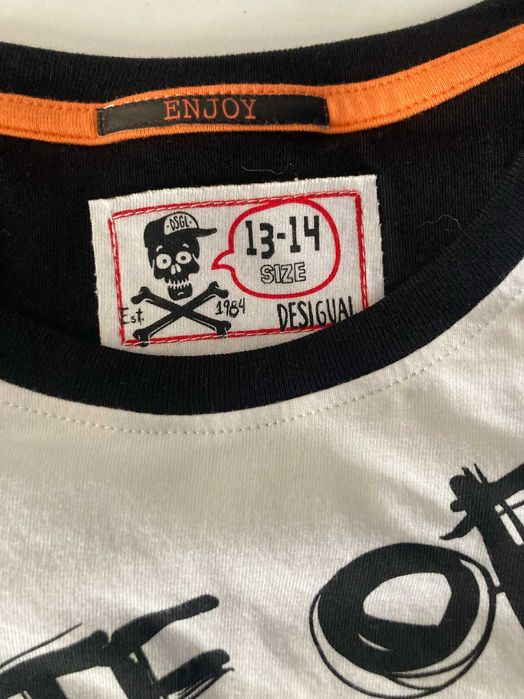 ENJOY
DSGL
13-14
SIZE
Est. 1984
DESIGUAL